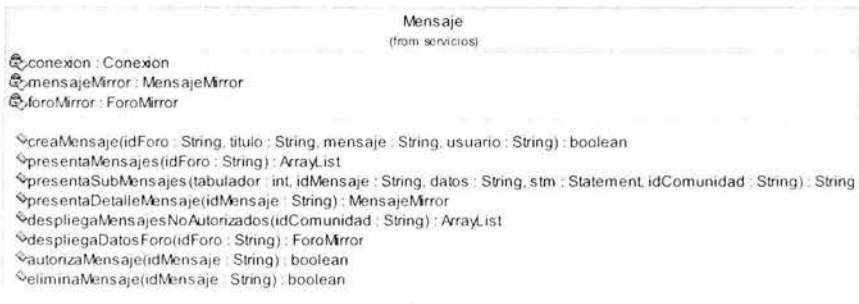 Mensaje
(from servicios)
conexion : Conexion
mensajeMirror : MensajeMirror
foroMirror : ForoMirror
creaMensaje(idForo : String, titulo : String, mensaje : String, usuario : String) : boolean
presentaMensajes(idForo : String) : ArrayList
presentaSubMensajes(tabulador : int, idMensaje : String, datos : String, stm : Statement, idComunidad : String) : String
presentaDetalleMensaje(idMensaje : String) : MensajeMirror
despliegaMensajesNoAutorizados(idComunidad : String) : ArrayList
despliegaDatosForo(idForo : String) : ForoMirror
autorizaMensaje(idMensaje : String) : boolean
eliminaMensaje(idMensaje : String) : boolean